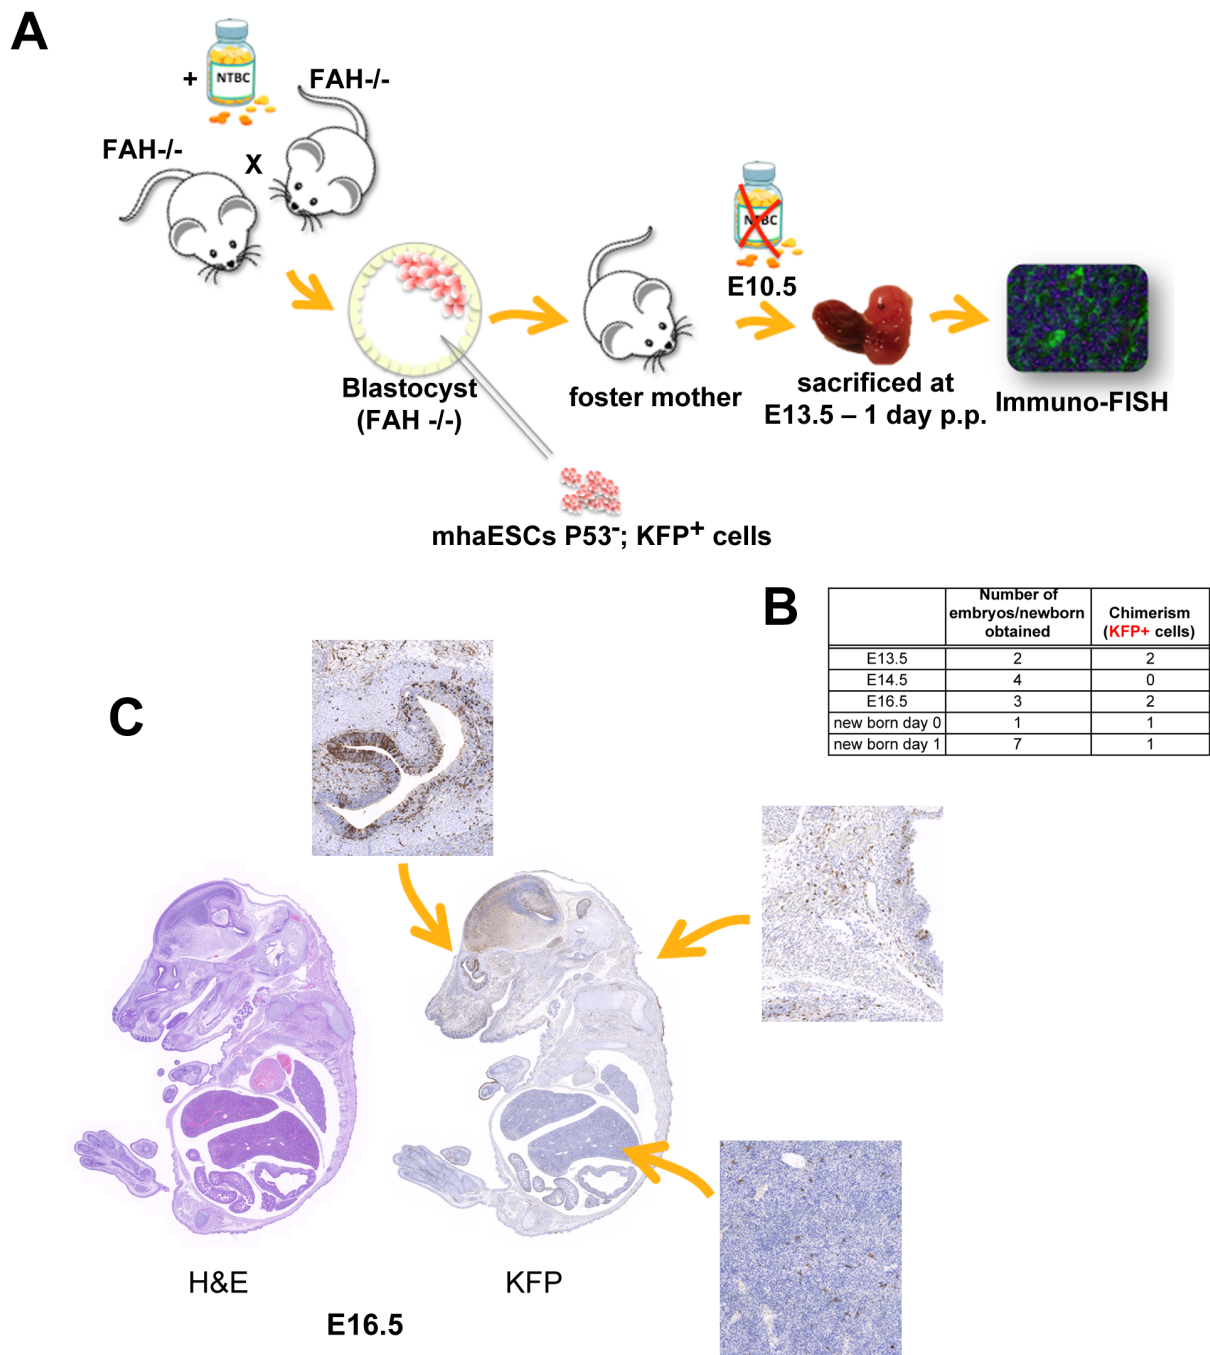 A
+
NTBC
FAH-/-
FAH-/-
X
NTBC
E10.5
Blastocyst
(FAH -/-)
foster mother
sacrificed at
E13.5 – 1 day p.p.
Immuno-FISH
mhaESCs P53-; KFP+ cells
B
Number of
embryos/newborn
obtained
Chimerism
(KFP+ cells)
E13.5 2 2
E14.5 4 0
E16.5 3 2
new born day 0 1 1
new born day 1 7 1
C
H&E
KFP
E16.5